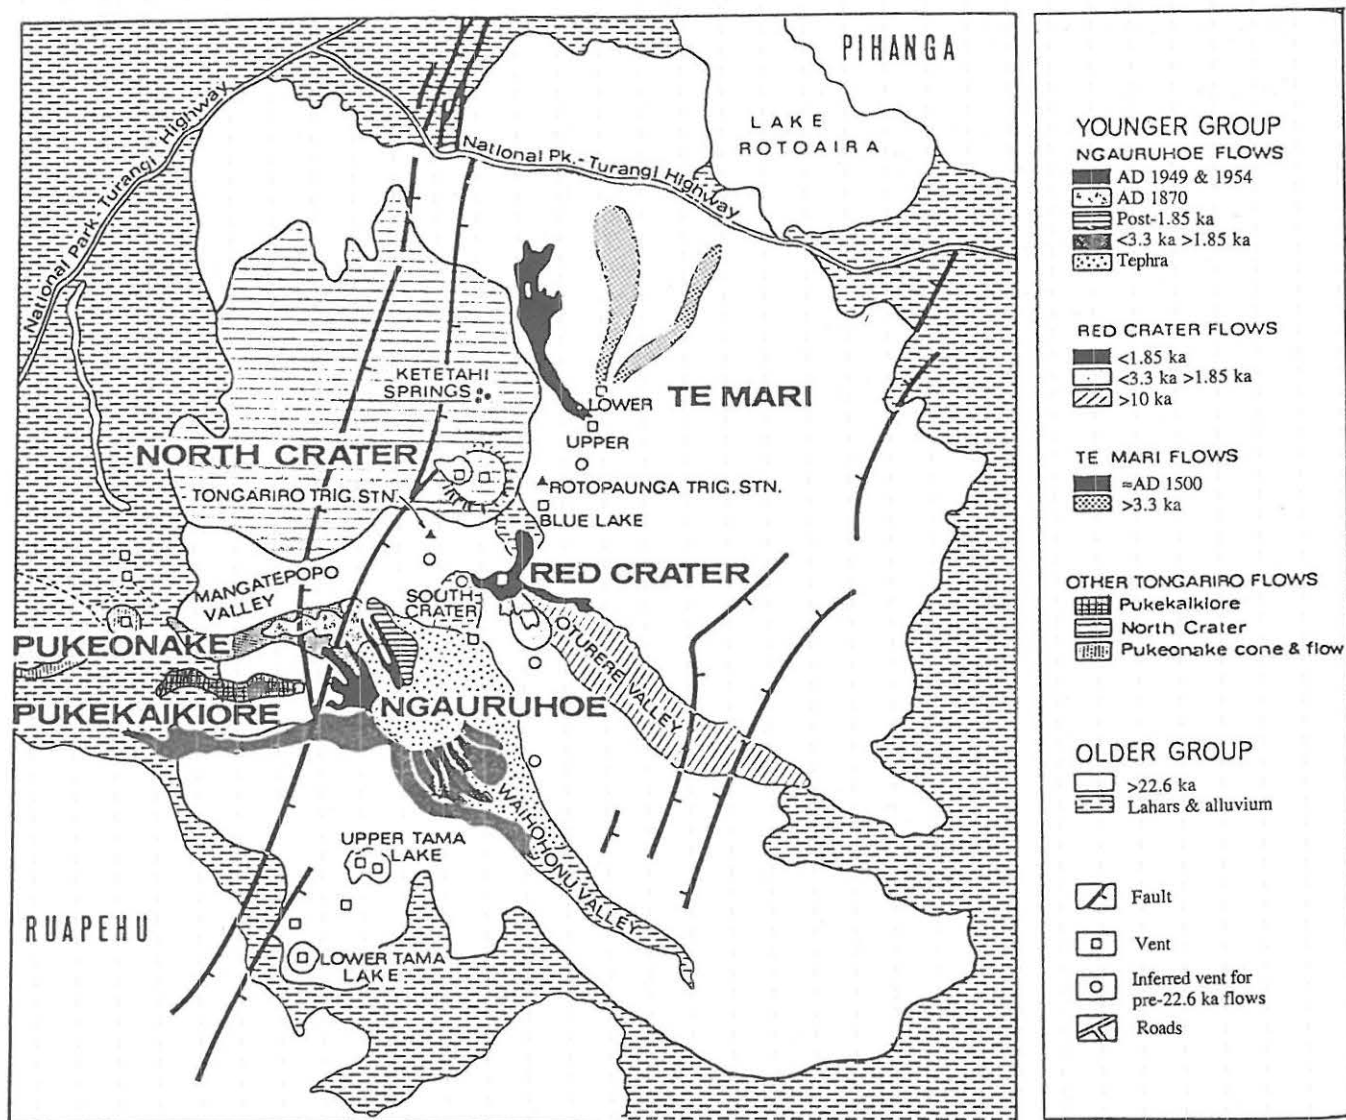 PIHANGA
LAKE
ROTOAIRA
National Park Turangi Highway
National Pk.-Turangi Highway
KETETAHI
SPRINGS
LOWER
TE MARI
UPPER
NORTH CRATER
TONGARIRO TRIG. STN.
ROTOPAUNGA TRIG. STN.
BLUE LAKE
MANGATEPOPO
VALLEY
SOUTH
CRATER
RED CRATER
OTURERE VALLEY
PUKEONAKE
PUKEKAIKIORE
NGAURUHOE
WAIHOHONU VALLEY
UPPER TAMA
LAKE
RUAPEHU
LOWER TAMA
LAKE
YOUNGER GROUP
NGAURUHOE FLOWS
AD 1949 & 1954
AD 1870
Post-1.85 ka
<3.3 ka >1.85 ka
Tephra
RED CRATER FLOWS
<1.85 ka
<3.3 ka >1.85 ka
>10 ka
TE MARI FLOWS
≈AD 1500
>3.3 ka
OTHER TONGARIRO FLOWS
Pukekaikiore
North Crater
Pukeonake cone & flow
OLDER GROUP
>22.6 ka
Lahars & alluvium
Fault
Vent
Inferred vent for
pre-22.6 ka flows
Roads